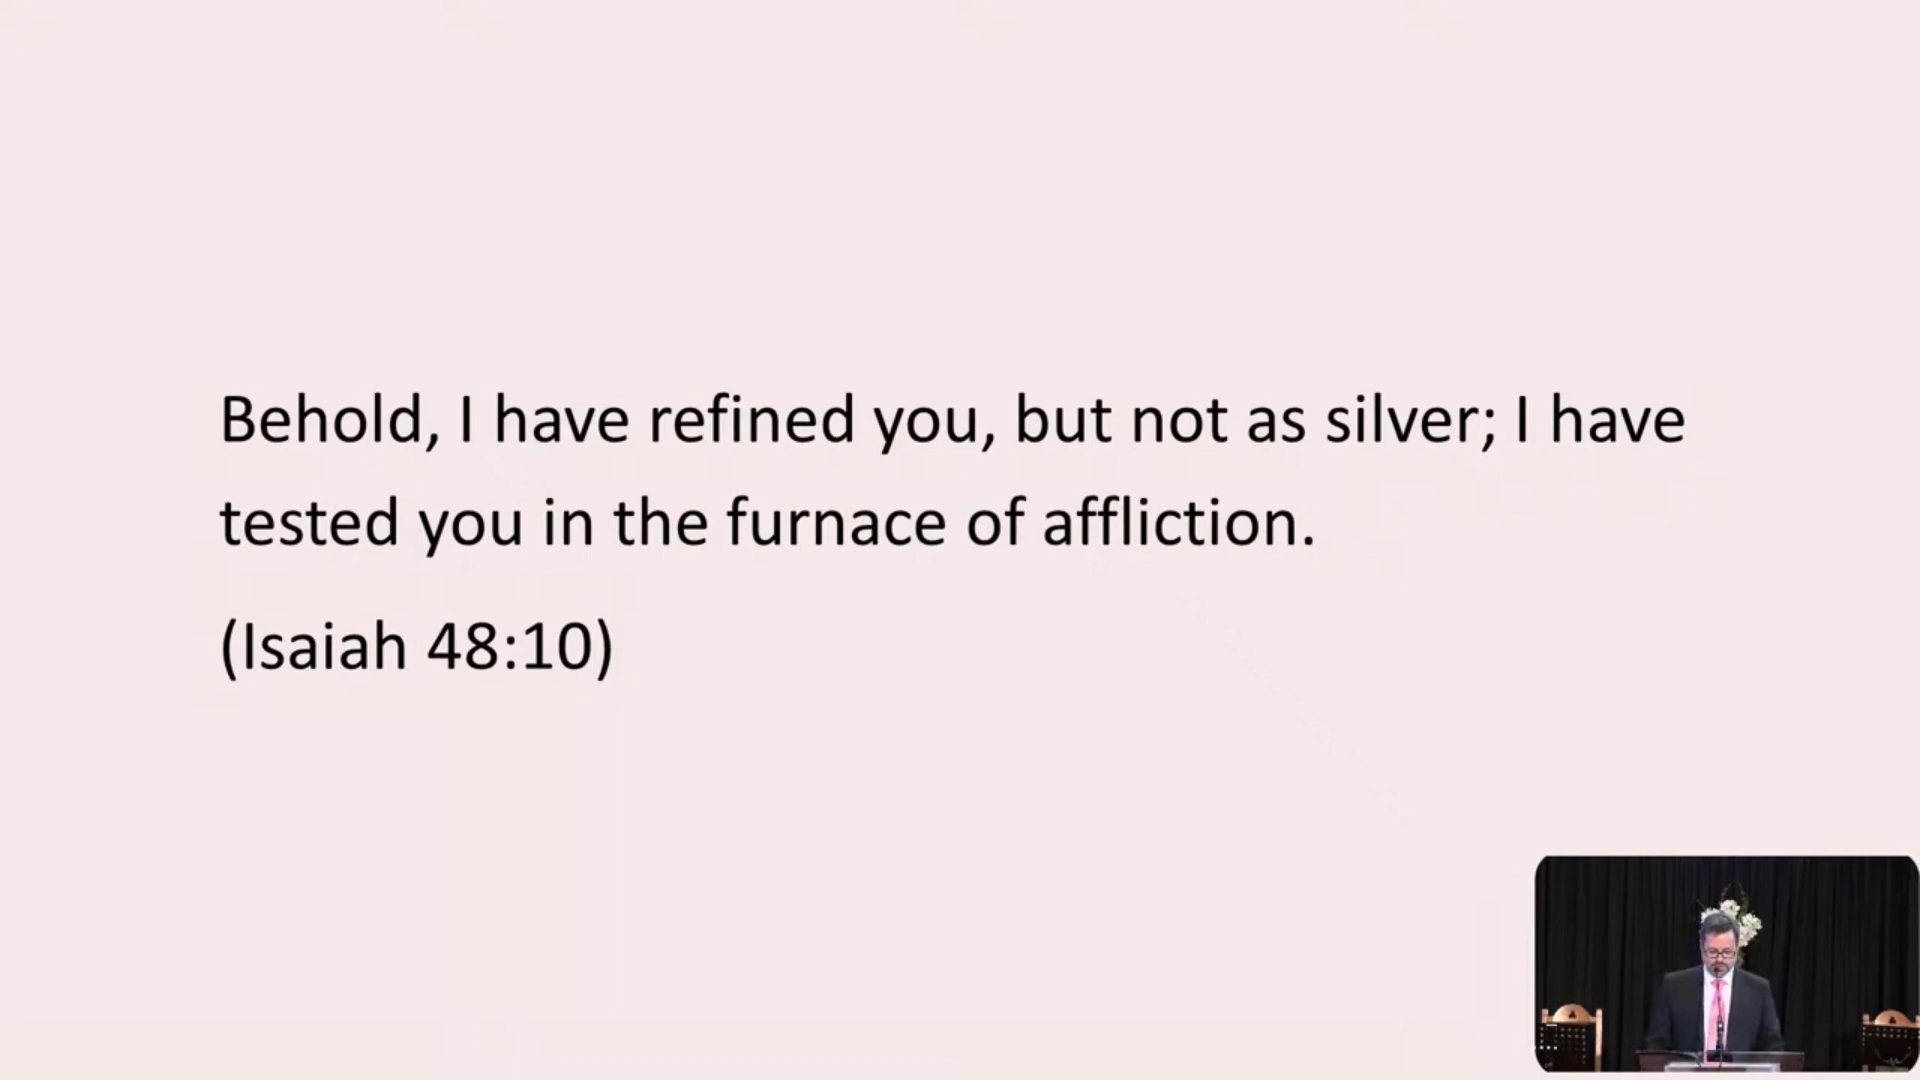 Behold, I have refined you, but not as silver; I have
tested you in the furnace of affliction.
(Isaiah 48:10)